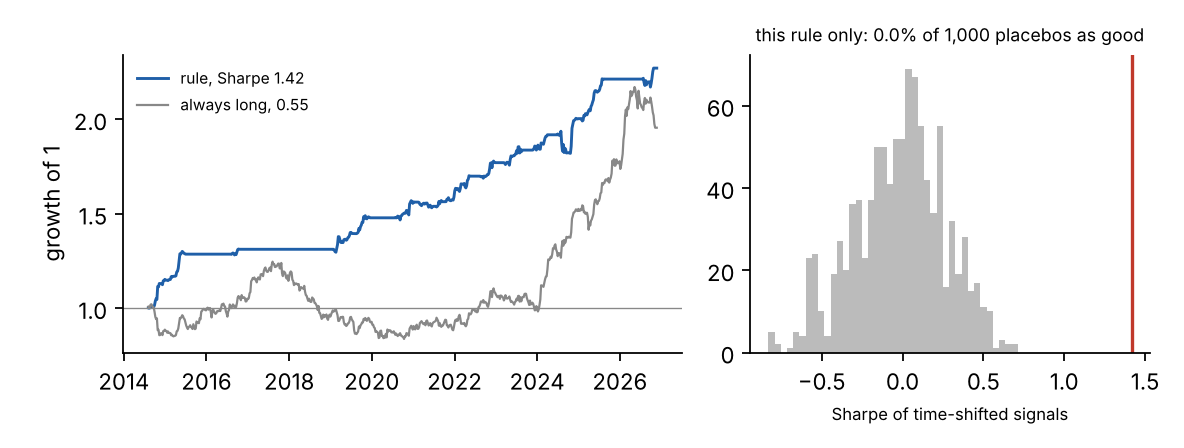 this rule only: 0.0% of 1,000 placebos as good
rule, Sharpe 1.42
always long, 0.55
growth of 1
2.0
1.5
1.0
2014 2016 2018 2020 2022 2024 2026
60
40
20
0
−0.5 0.0 0.5 1.0 1.5
Sharpe of time-shifted signals